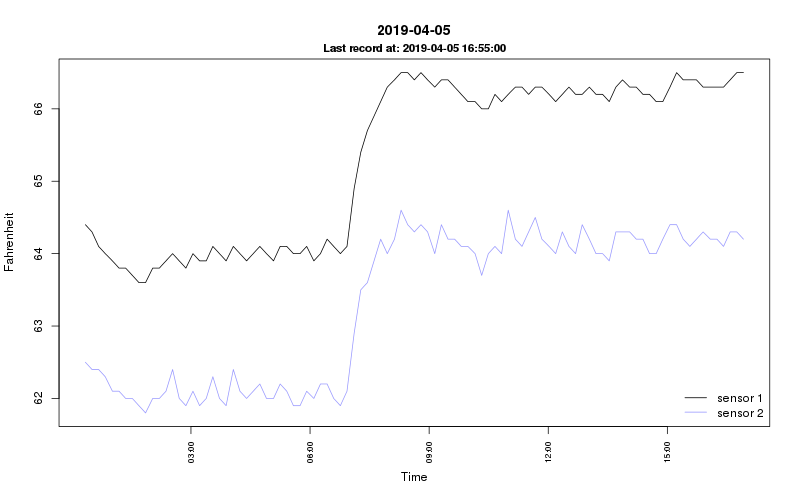 2019-04-05
Last record at: 2019-04-05 16:55:00
Fahrenheit
66
65
64
63
62
sensor 1
sensor 2
03:00
06:00
09:00
12:00
15:00
Time